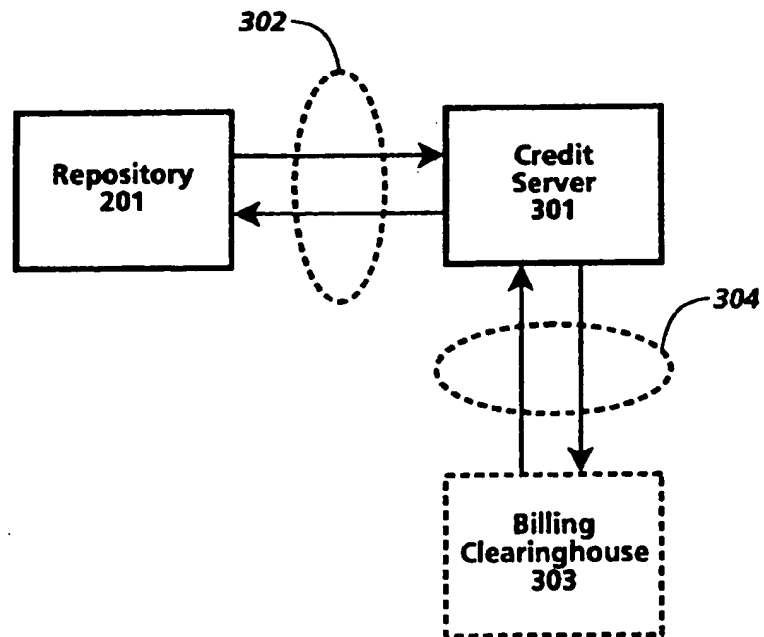 302
Repository
201
Credit
Server
301
304
Billing
Clearinghouse
303